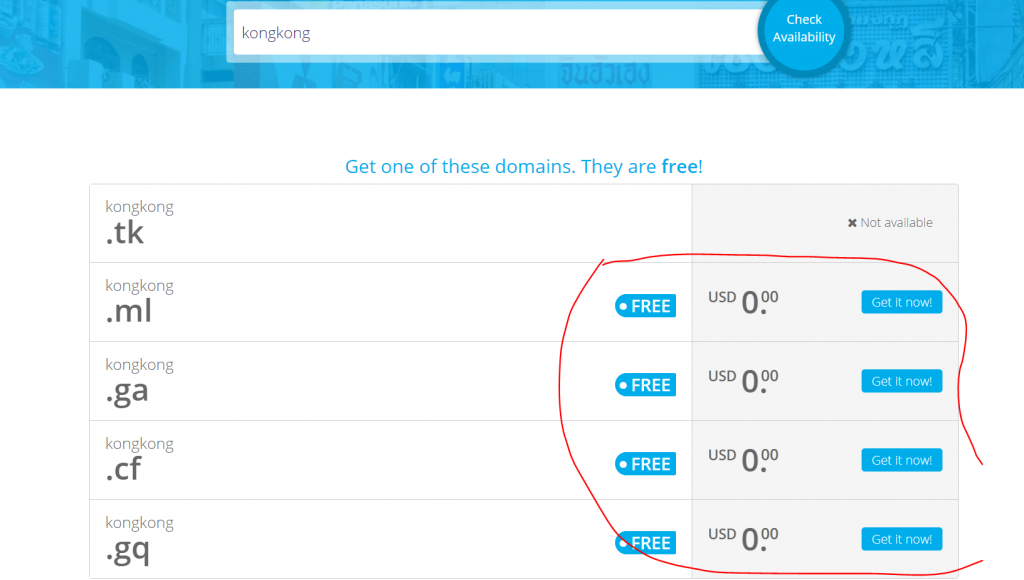 kongkong
Check
Availability
Get one of these domains. They are free!
kongkong
.tk
✖ Not available
kongkong
.ml
FREE
USD 0.00
Get it now!
kongkong
.ga
FREE
USD 0.00
Get it now!
kongkong
.cf
FREE
USD 0.00
Get it now!
kongkong
.gq
FREE
USD 0.00
Get it now!